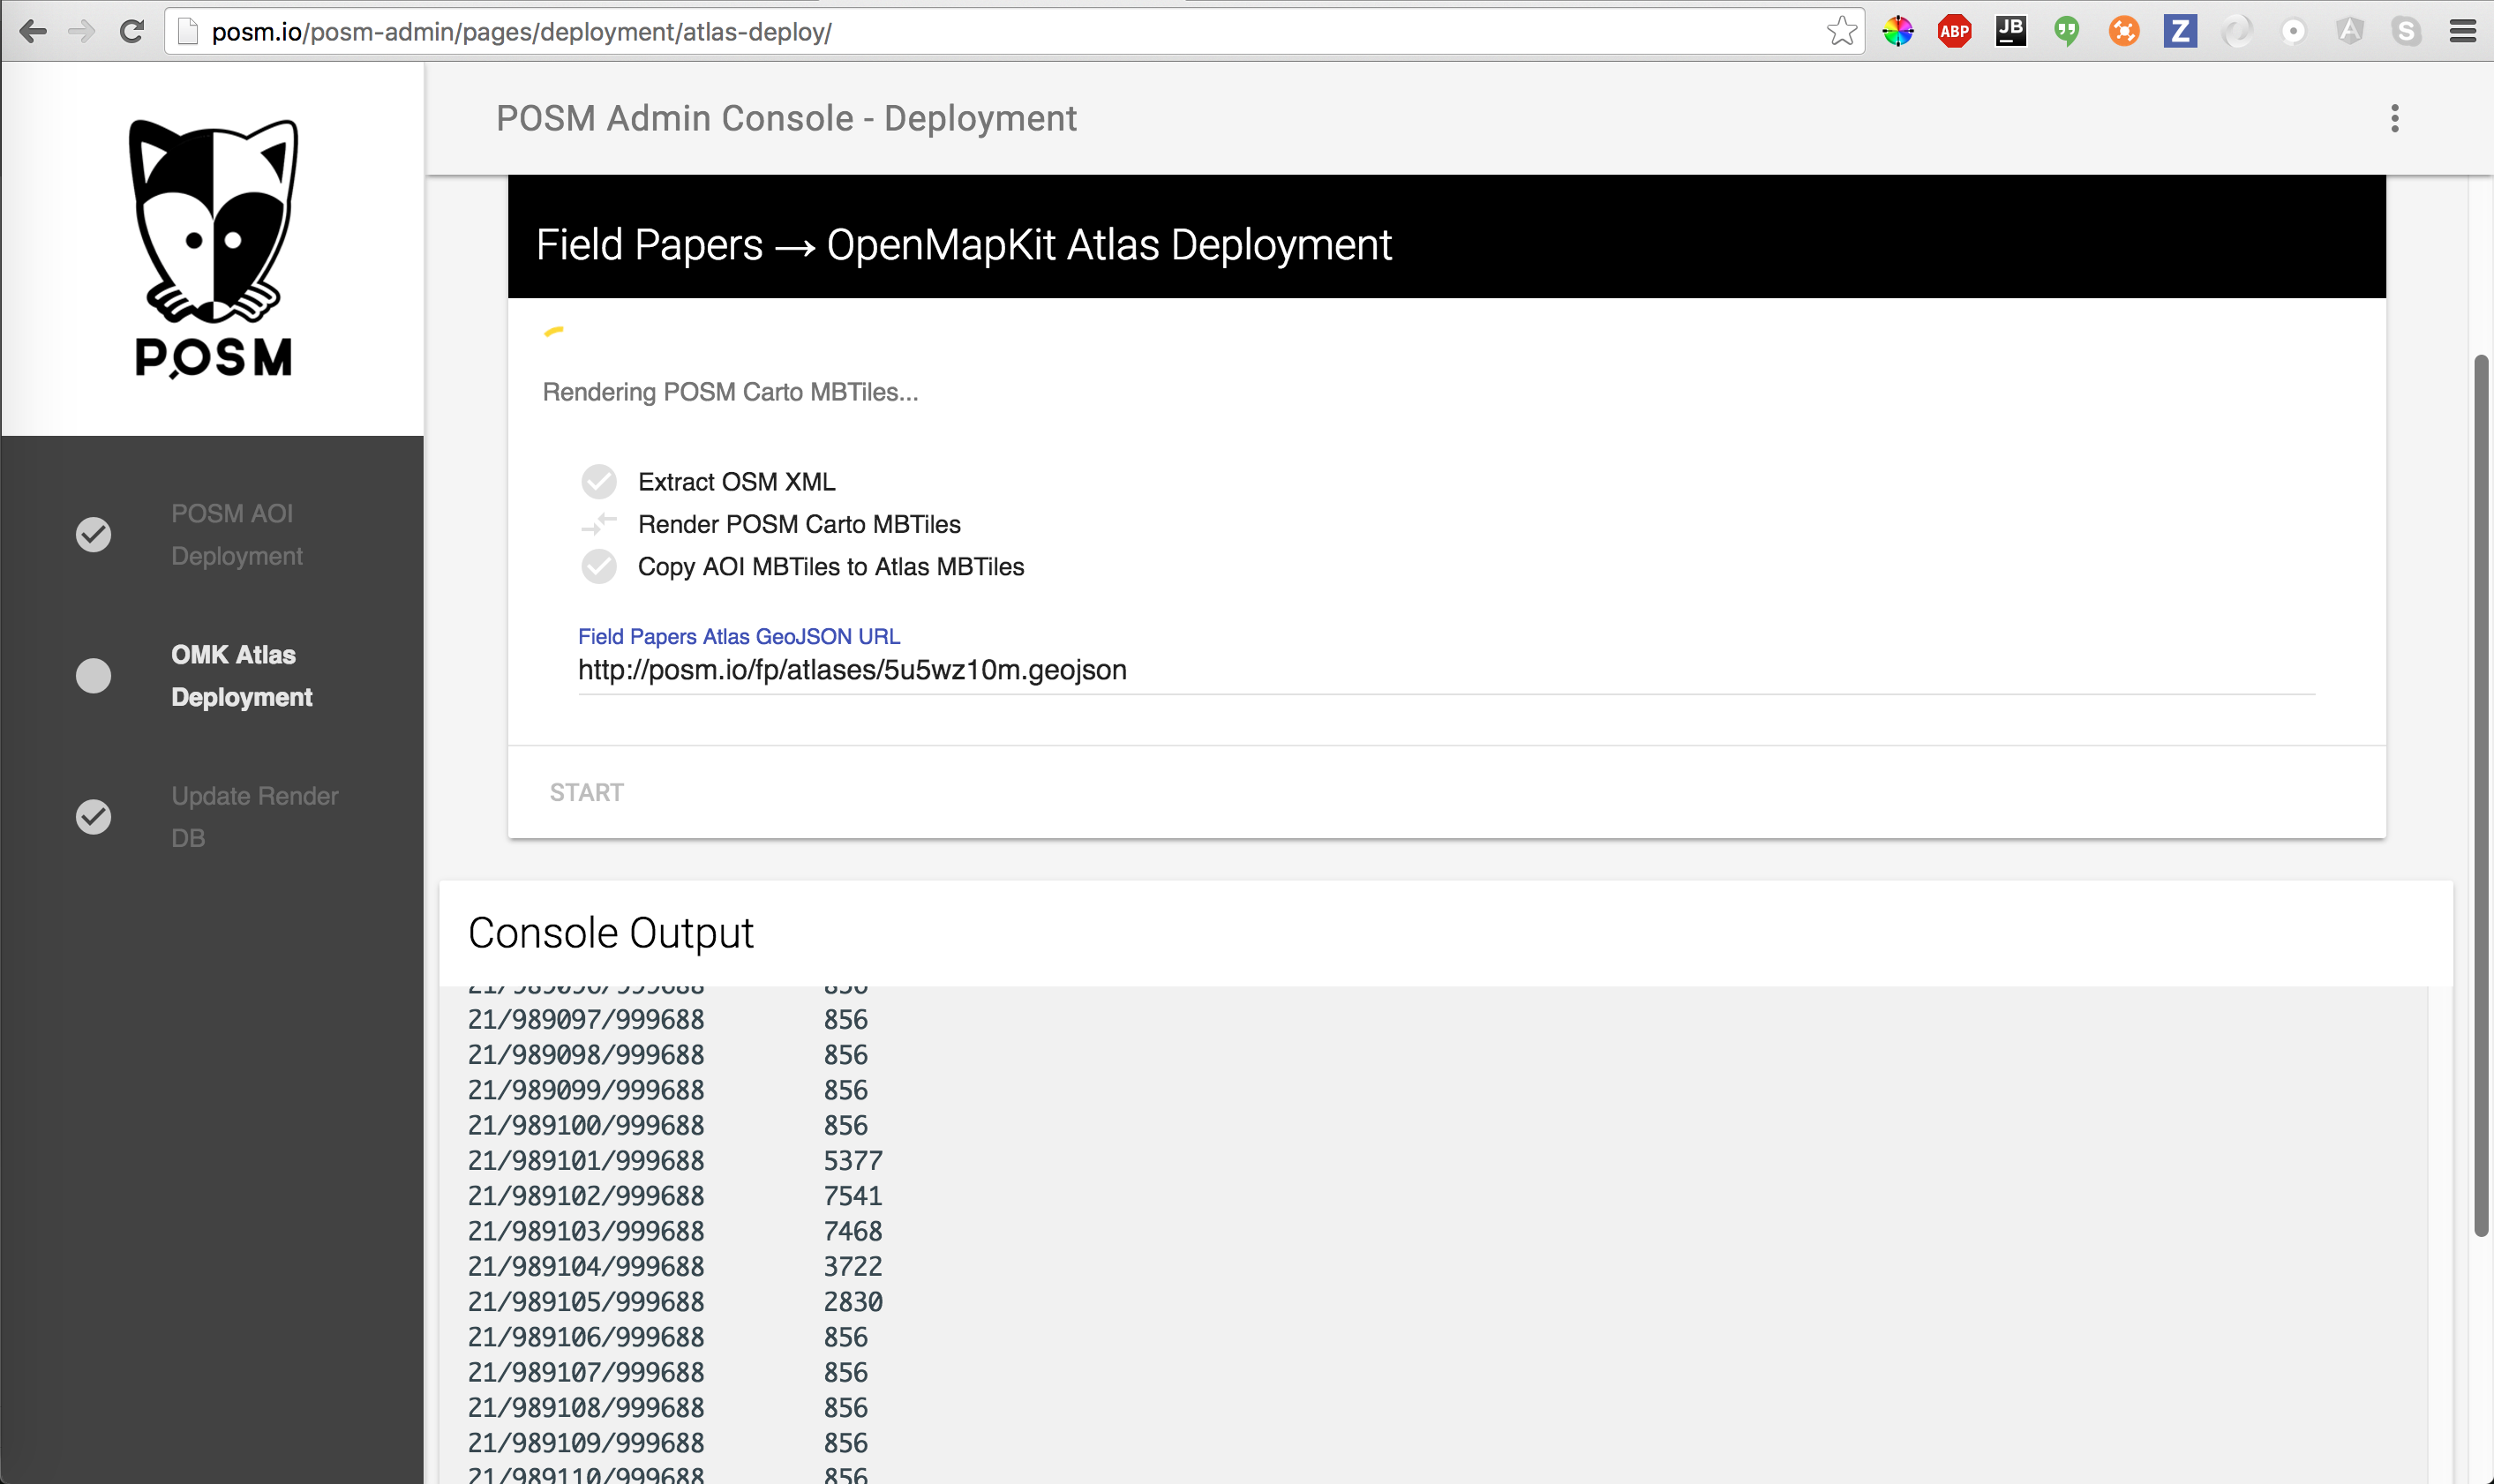 posm.io/posm-admin/pages/deployment/atlas-deploy/
ABP
JB
Z
A
S
POSM
POSM Admin Console - Deployment
POSM AOI
Deployment
OMK Atlas
Deployment
Update Render
DB
Field Papers → OpenMapKit Atlas Deployment
Rendering POSM Carto MBTiles...
Extract OSM XML
Render POSM Carto MBTiles
Copy AOI MBTiles to Atlas MBTiles
Field Papers Atlas GeoJSON URL
http://posm.io/fp/atlases/5u5wz10m.geojson
START
Console Output
21/989096/999688 856
21/989097/999688 856
21/989098/999688 856
21/989099/999688 856
21/989100/999688 856
21/989101/999688 5377
21/989102/999688 7541
21/989103/999688 7468
21/989104/999688 3722
21/989105/999688 2830
21/989106/999688 856
21/989107/999688 856
21/989108/999688 856
21/989109/999688 856
21/989110/999688 856